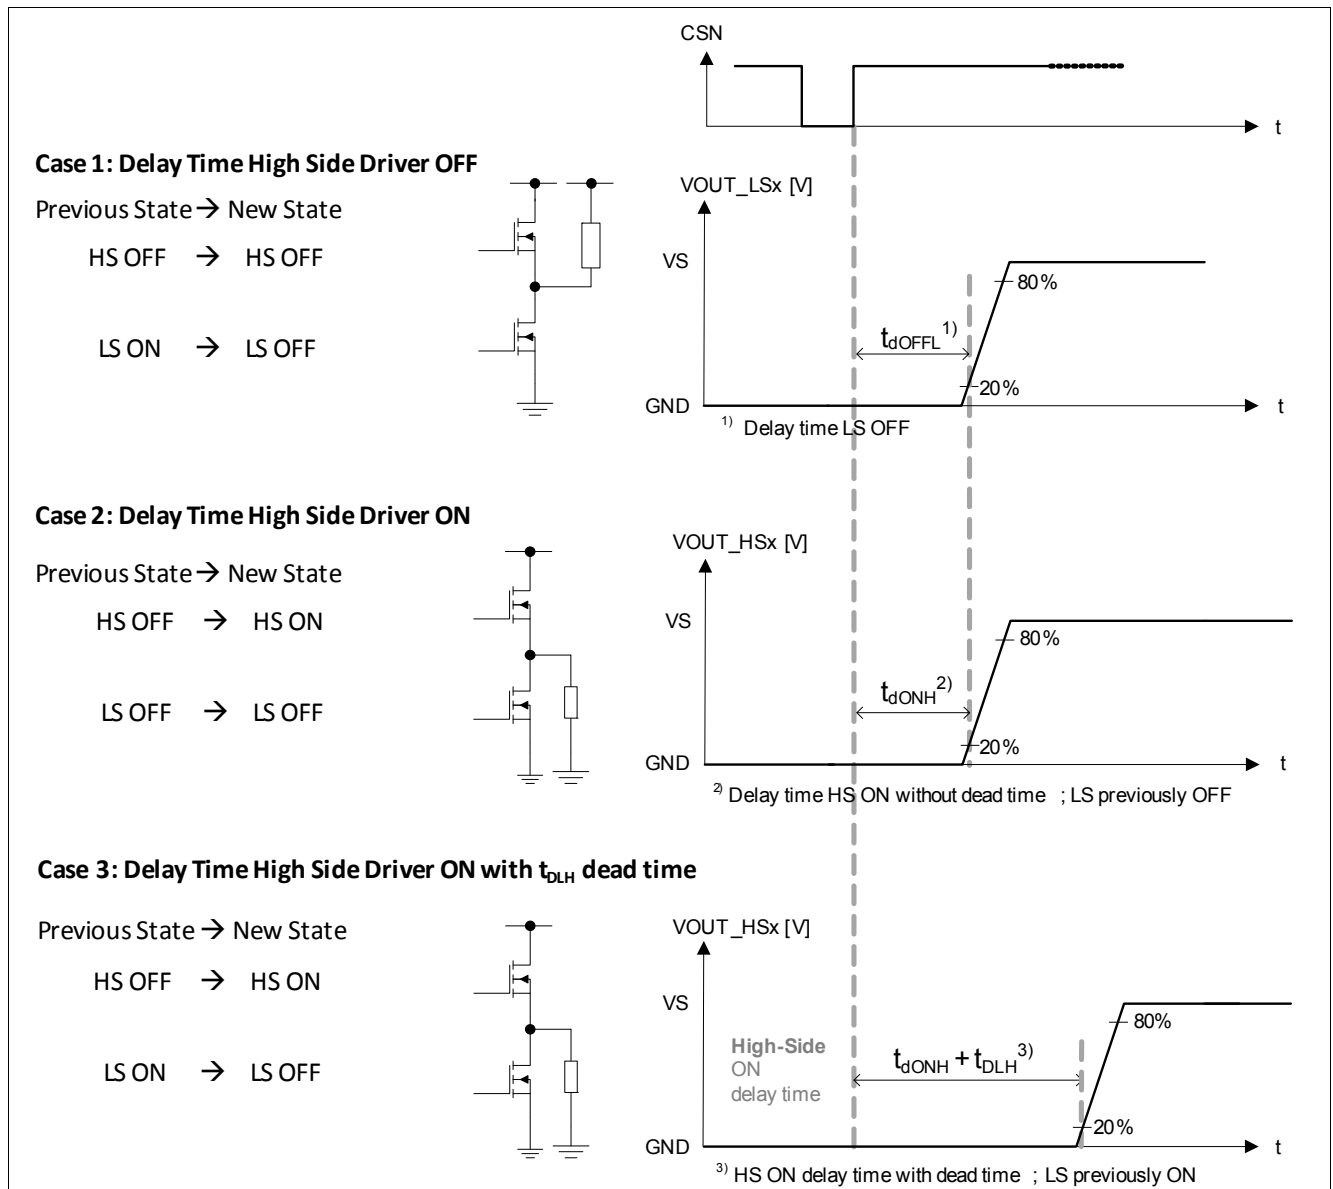 CSN
t
Case 1: Delay Time High Side Driver OFF
Previous State → New State
HS OFF → HS OFF
LS ON → LS OFF
VOUT_LSx [V]
VS
80%
tdOFFL1)
20%
GND
t
1) Delay time LS OFF
Case 2: Delay Time High Side Driver ON
Previous State → New State
HS OFF → HS ON
LS OFF → LS OFF
VOUT_HSx [V]
VS
80%
tdONH2)
20%
GND
t
2) Delay time HS ON without dead time ; LS previously OFF
Case 3: Delay Time High Side Driver ON with tDLH dead time
Previous State → New State
HS OFF → HS ON
LS ON → LS OFF
VOUT_HSx [V]
VS
80%
High-Side
ON
delay time
tdONH + tDLH3)
20%
GND
t
3) HS ON delay time with dead time ; LS previously ON